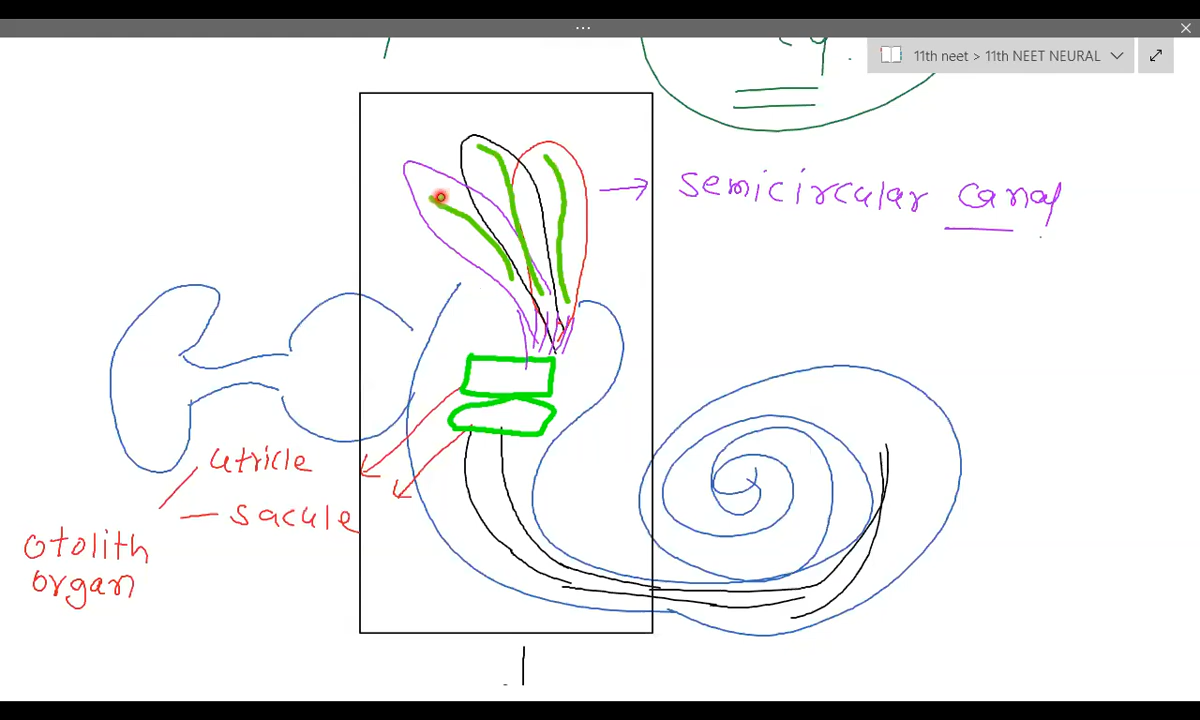 11th neet > 11th NEET NEURAL
semicircular canal
utricle
sacule
otolith
organ